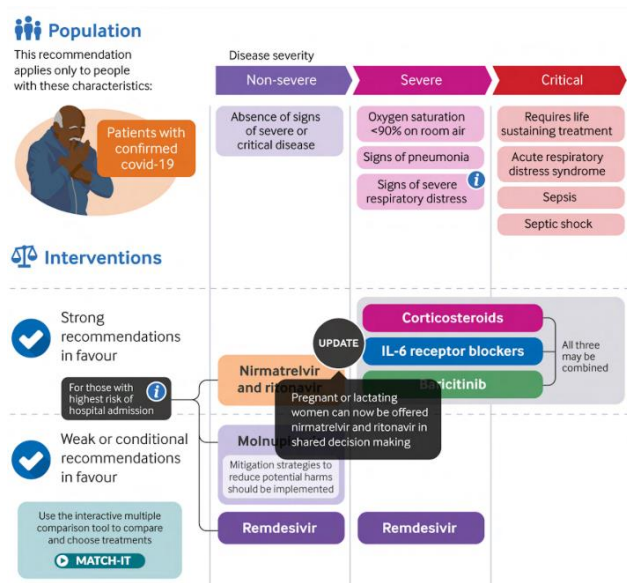 Population
This recommendation
applies only to people
with these characteristics:
Patients with
confirmed
covid-19
Disease severity
Non-severe
Severe
Critical
Absence of signs
of severe or
critical disease
Oxygen saturation
<90% on room air
Signs of pneumonia
Signs of severe
respiratory distress
i
Requires life
sustaining treatment
Acute respiratory
distress syndrome
Sepsis
Septic shock
Interventions
Strong
recommendations
in favour
For those with
highest risk of
hospital admission
i
Weak or conditional
recommendations
in favour
Use the interactive multiple
comparison tool to compare
and choose treatments
MATCH-IT
Corticosteroids
IL-6 receptor blockers
Baricitinib
All three
may be
combined
UPDATE
Nirmatrelvir
and ritonavir
Pregnant or lactating
women can now be offered
nirmatrelvir and ritonavir in
shared decision making
Mitigation strategies to
reduce potential harms
should be implemented
Remdesivir
Remdesivir